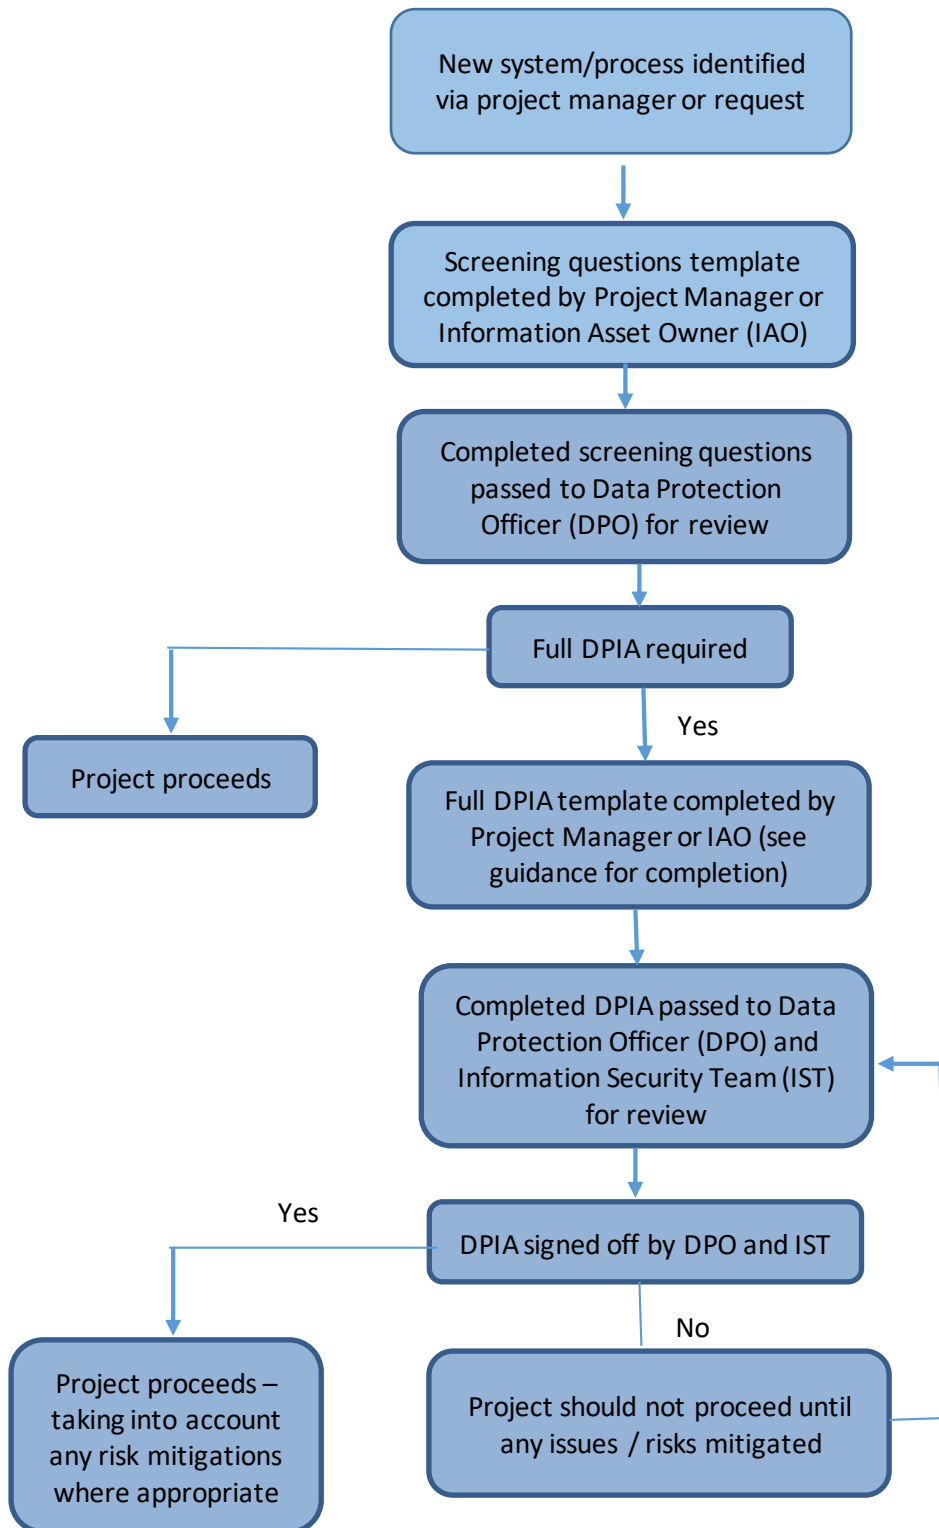 New system/process identified
via project manager or request
Screening questions template
completed by Project Manager or
Information Asset Owner (IAO)
Completed screening questions
passed to Data Protection
Officer (DPO) for review
Full DPIA required
Yes
Project proceeds
Full DPIA template completed by
Project Manager or IAO (see
guidance for completion)
Completed DPIA passed to Data
Protection Officer (DPO) and
Information Security Team (IST)
for review
Yes
DPIA signed off by DPO and IST
No
Project proceeds –
taking into account
any risk mitigations
where appropriate
Project should not proceed until
any issues / risks mitigated